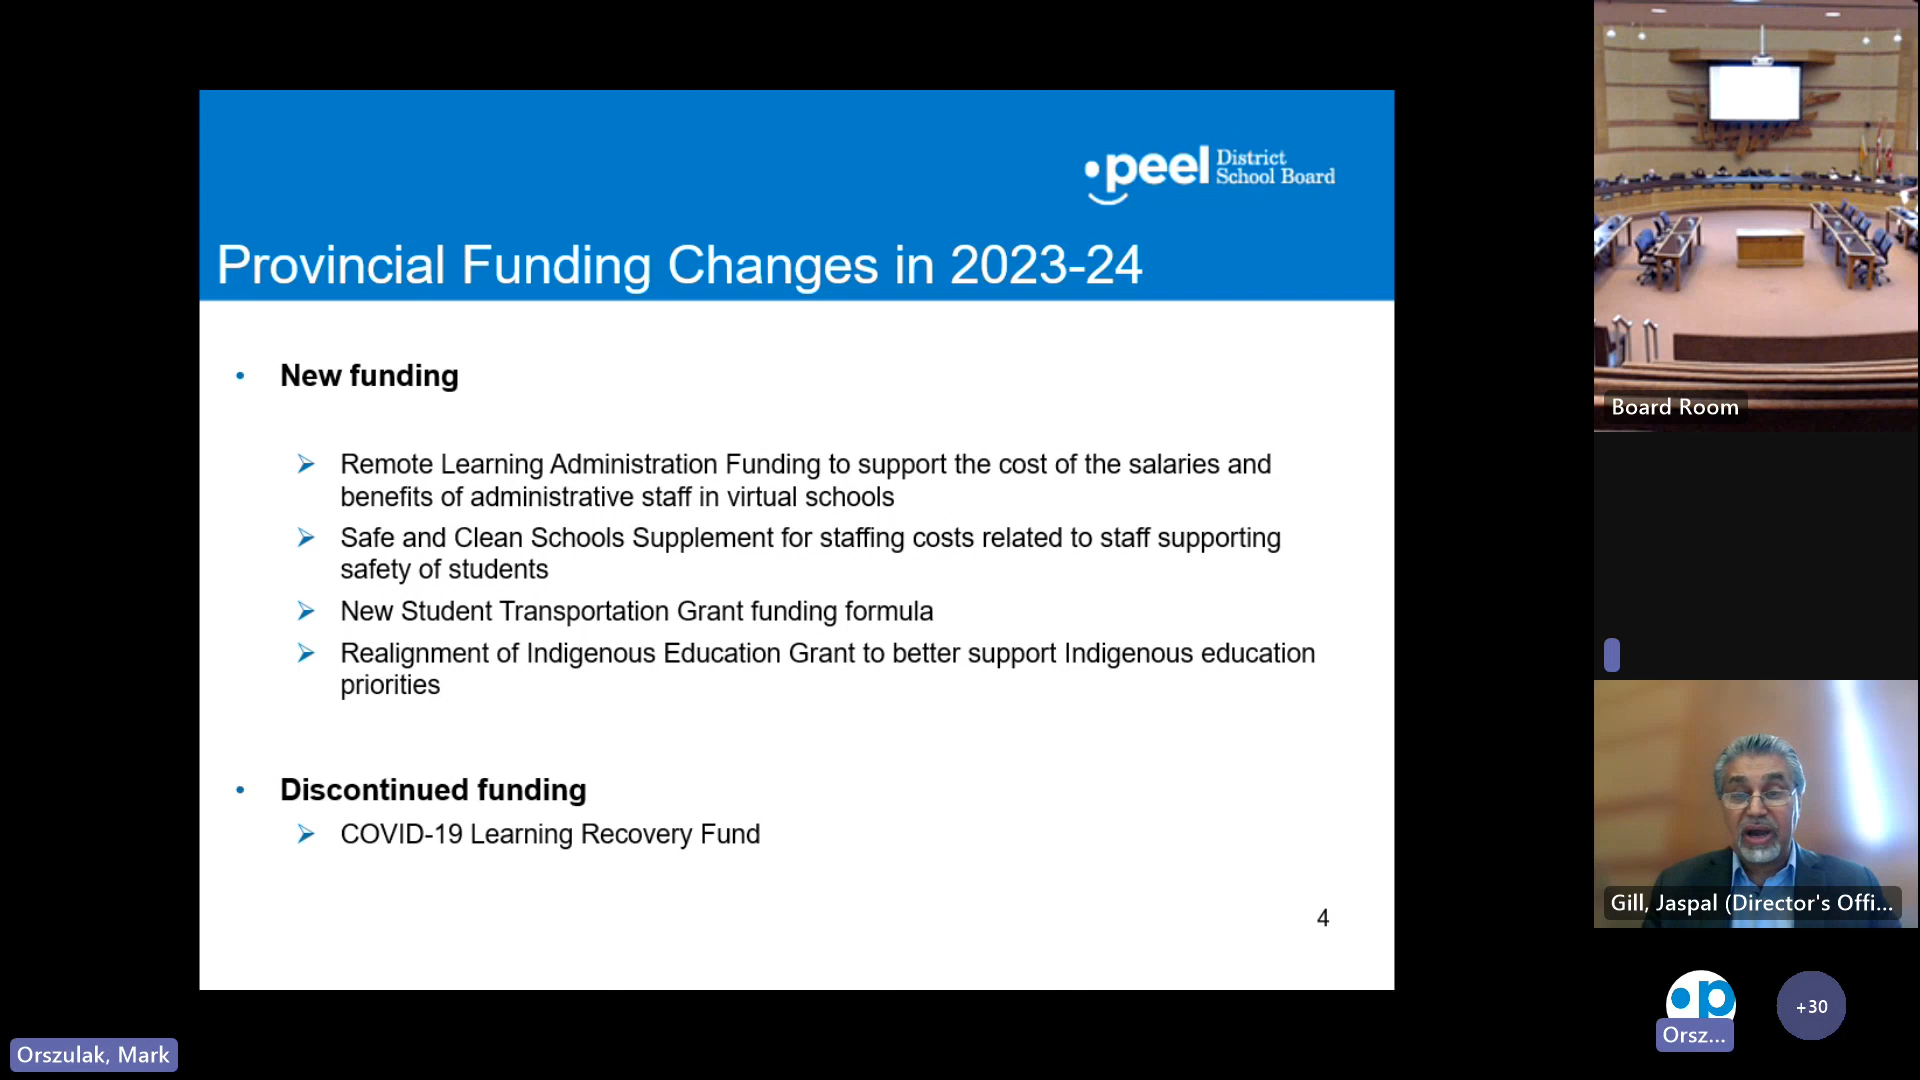 peel District
School Board
Provincial Funding Changes in 2023-24
• New funding
➢ Remote Learning Administration Funding to support the cost of the salaries and
benefits of administrative staff in virtual schools
➢ Safe and Clean Schools Supplement for staffing costs related to staff supporting
safety of students
➢ New Student Transportation Grant funding formula
➢ Realignment of Indigenous Education Grant to better support Indigenous education
priorities
• Discontinued funding
➢ COVID-19 Learning Recovery Fund
4
Board Room
Gill, Jaspal (Director's Offi...
p
+30
Orsz...
Orszulak, Mark